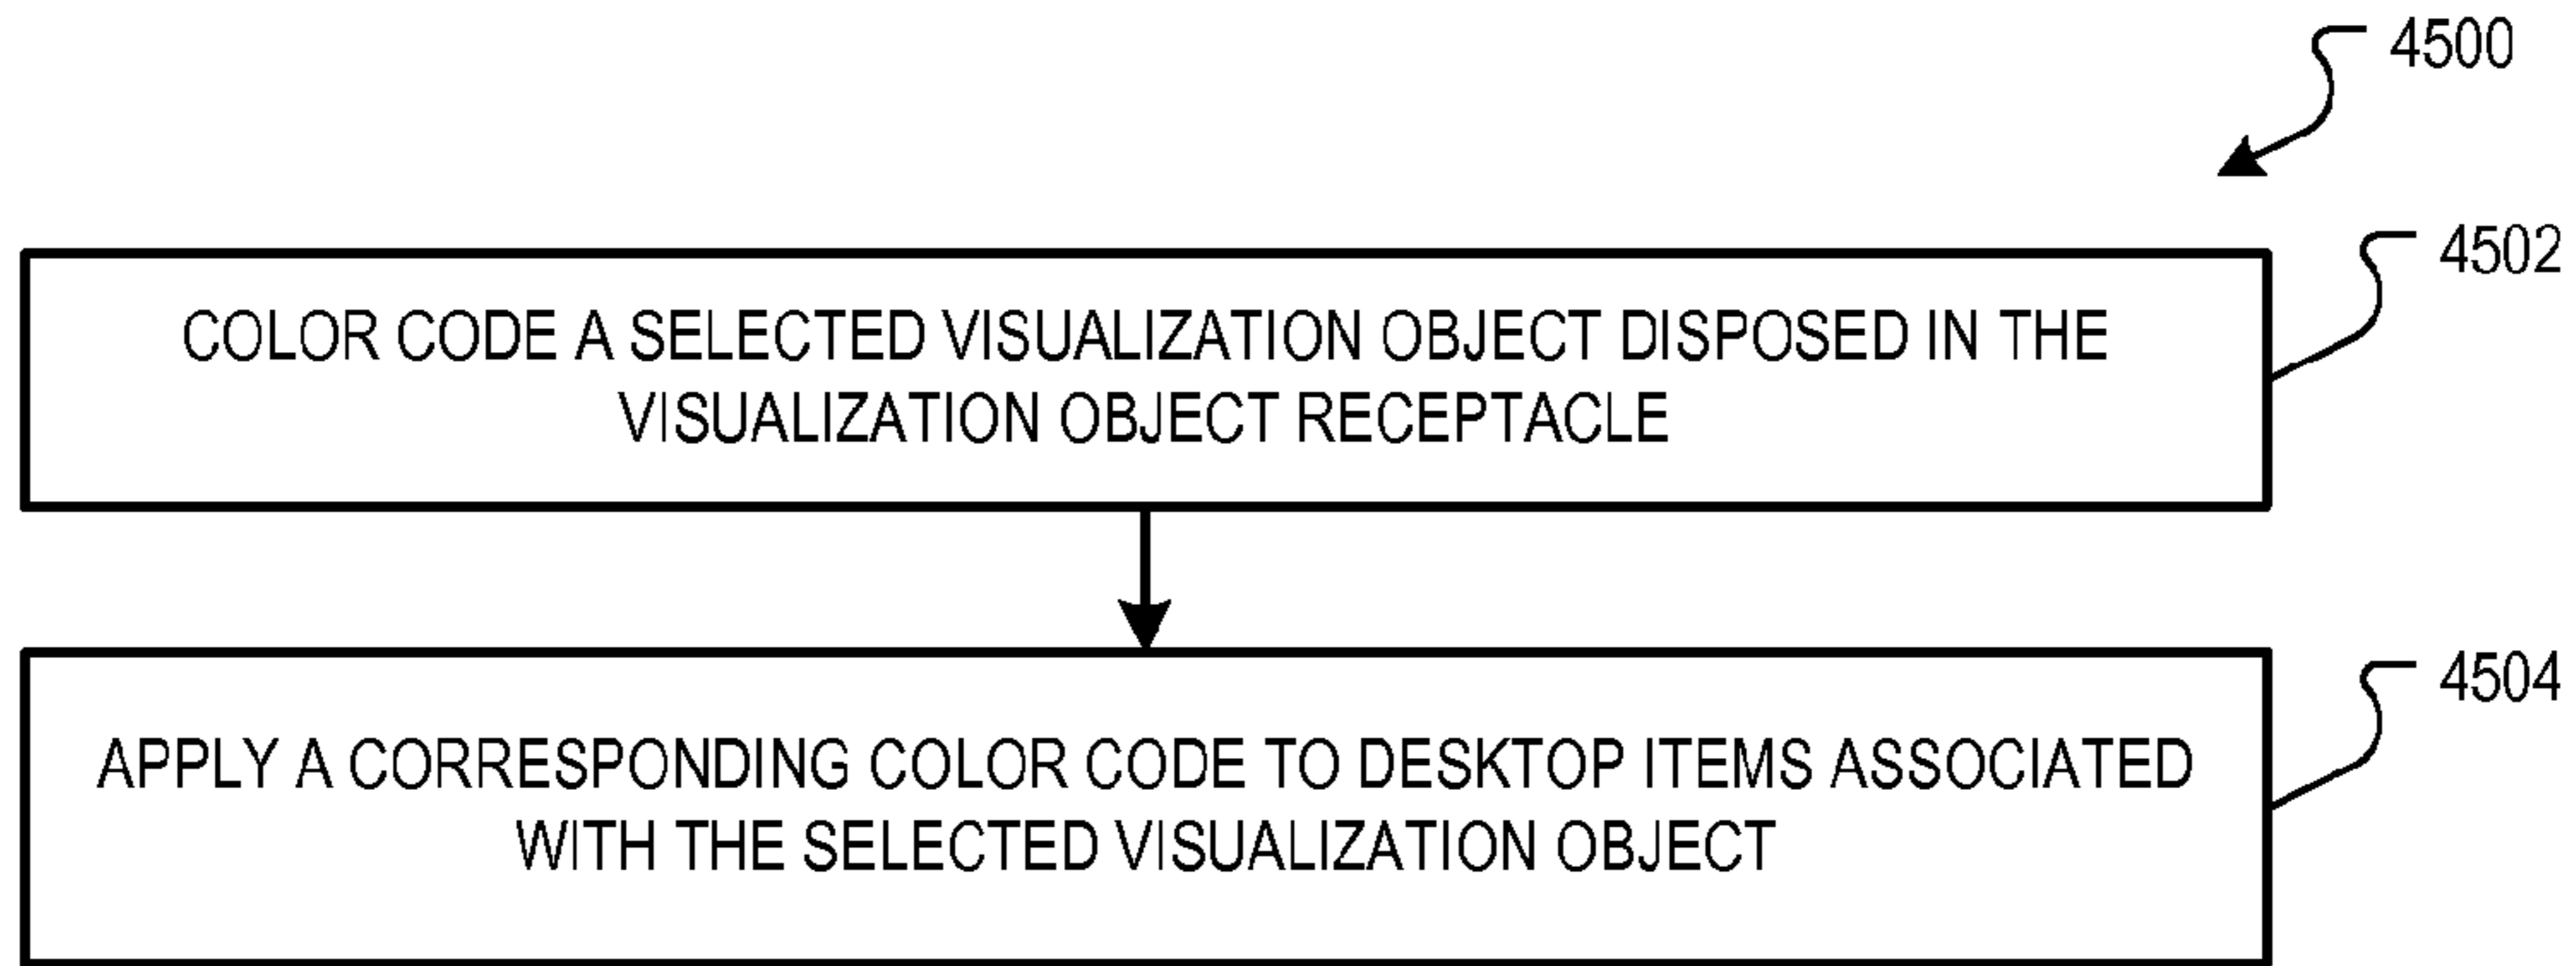 4500
4502
COLOR CODE A SELECTED VISUALIZATION OBJECT DISPOSED IN THE
VISUALIZATION OBJECT RECEPTACLE
4504
APPLY A CORRESPONDING COLOR CODE TO DESKTOP ITEMS ASSOCIATED
WITH THE SELECTED VISUALIZATION OBJECT